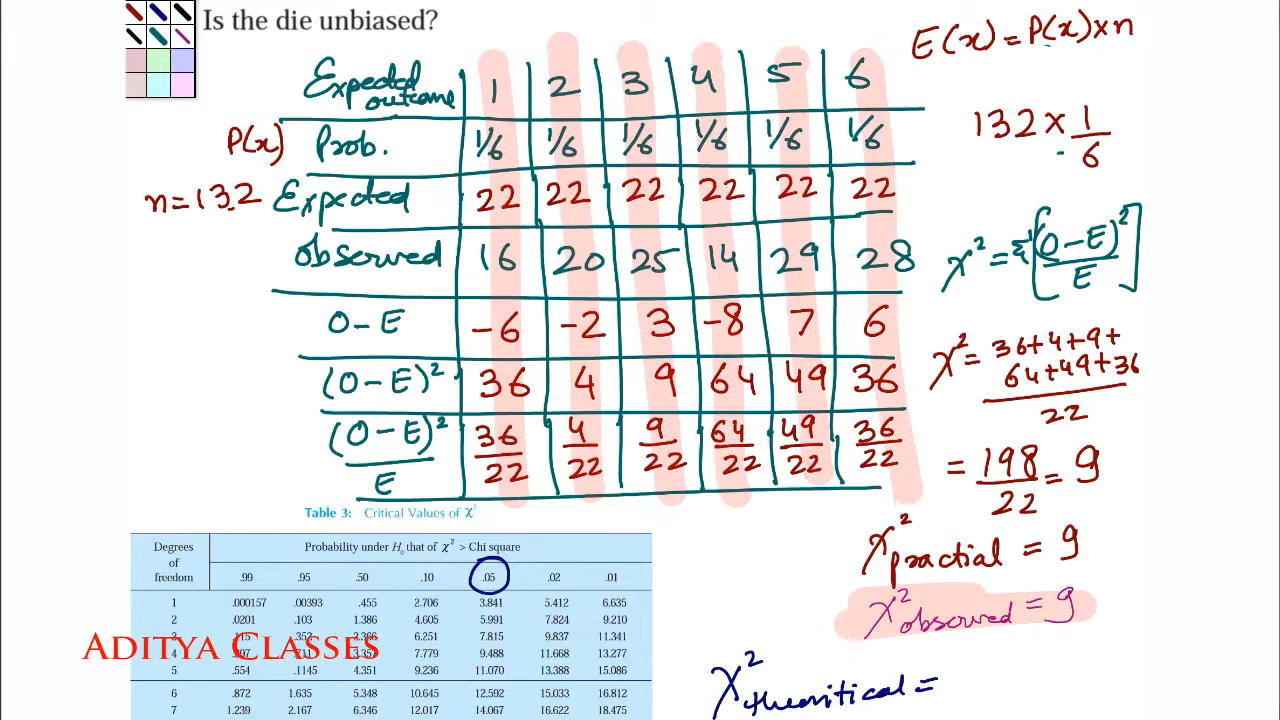 Is the die unbiased?
E(x) = P(x) × n
Expected outcome 1 2 3 4 5 6
132 × 1/6
P(x) Prob. 1/6 1/6 1/6 1/6 1/6 1/6
n = 132 Expected 22 22 22 22 22 22
observed 16 20 25 14 29 28
χ² = Σ[(O-E)²/E]
O-E -6 -2 3 -8 7 6
(O-E)² 36 4 9 64 49 36
χ² = 36+4+9+
64+49+36
22
(O-E)²/E 36/22 4/22 9/22 64/22 49/22 36/22
= 198/22 = 9
χ² practial = 9
χ² observed = 9
χ² theoritical =
Table 3: Critical Values of χ²
Degrees of freedom
Probability under H₀ that of χ² > Chi square
.99 .95 .50 .10 .05 .02 .01
1 .000157 .00393 .455 2.706 3.841 5.412 6.635
2 .0201 .103 1.386 4.605 5.991 7.824 9.210
6.251 7.815 9.837 11.341
ADITYA CLASSES
7.779 9.488 11.668 13.277
5 .554 .1145 4.351 9.236 11.070 13.388 15.086
6 .872 1.635 5.348 10.645 12.592 15.033 16.812
7 1.239 2.167 6.346 12.017 14.067 16.622 18.475